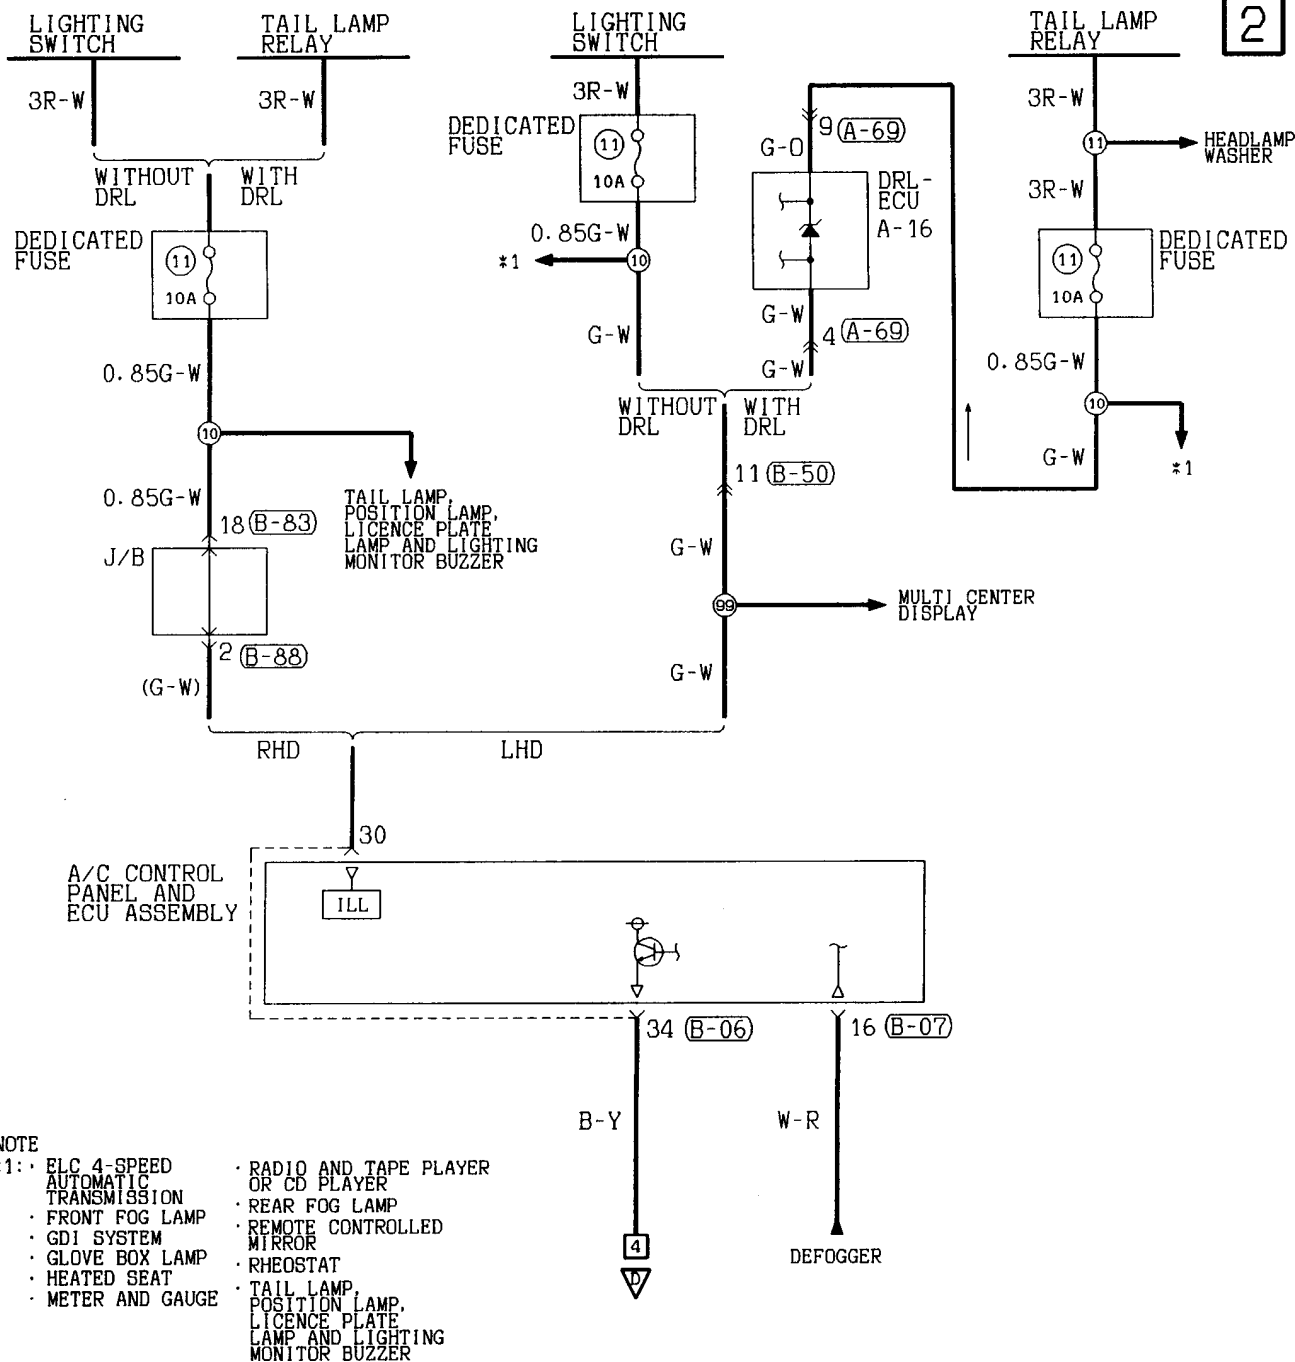 2
LIGHTING
SWITCH
TAIL LAMP
RELAY
LIGHTING
SWITCH
TAIL LAMP
RELAY
3R-W
3R-W
3R-W
3R-W
DEDICATED
FUSE
11
10A
9 (A-69)
G-O
11
HEADLAMP
WASHER
WITHOUT
DRL
WITH
DRL
DRL-
ECU
A-16
3R-W
DEDICATED
FUSE
11
10A
0.85G-W
*1
10
DEDICATED
FUSE
11
10A
G-W
G-W
4 (A-69)
G-W
0.85G-W
0.85G-W
WITHOUT
DRL
WITH
DRL
10
10
G-W
*1
11 (B-50)
0.85G-W
TAIL LAMP,
POSITION LAMP,
LICENCE PLATE
LAMP AND LIGHTING
MONITOR BUZZER
18 (B-83)
J/B
G-W
99
MULTI CENTER
DISPLAY
2 (B-88)
(G-W)
G-W
RHD
LHD
30
A/C CONTROL
PANEL AND
ECU ASSEMBLY
ILL
34 (B-06)
16 (B-07)
B-Y
W-R
4
D
DEFOGGER
NOTE
*1: · ELC 4-SPEED
AUTOMATIC
TRANSMISSION
· FRONT FOG LAMP
· GDI SYSTEM
· GLOVE BOX LAMP
· HEATED SEAT
· METER AND GAUGE
· RADIO AND TAPE PLAYER
OR CD PLAYER
· REAR FOG LAMP
· REMOTE CONTROLLED
MIRROR
· RHEOSTAT
· TAIL LAMP,
POSITION LAMP,
LICENCE PLATE
LAMP AND LIGHTING
MONITOR BUZZER